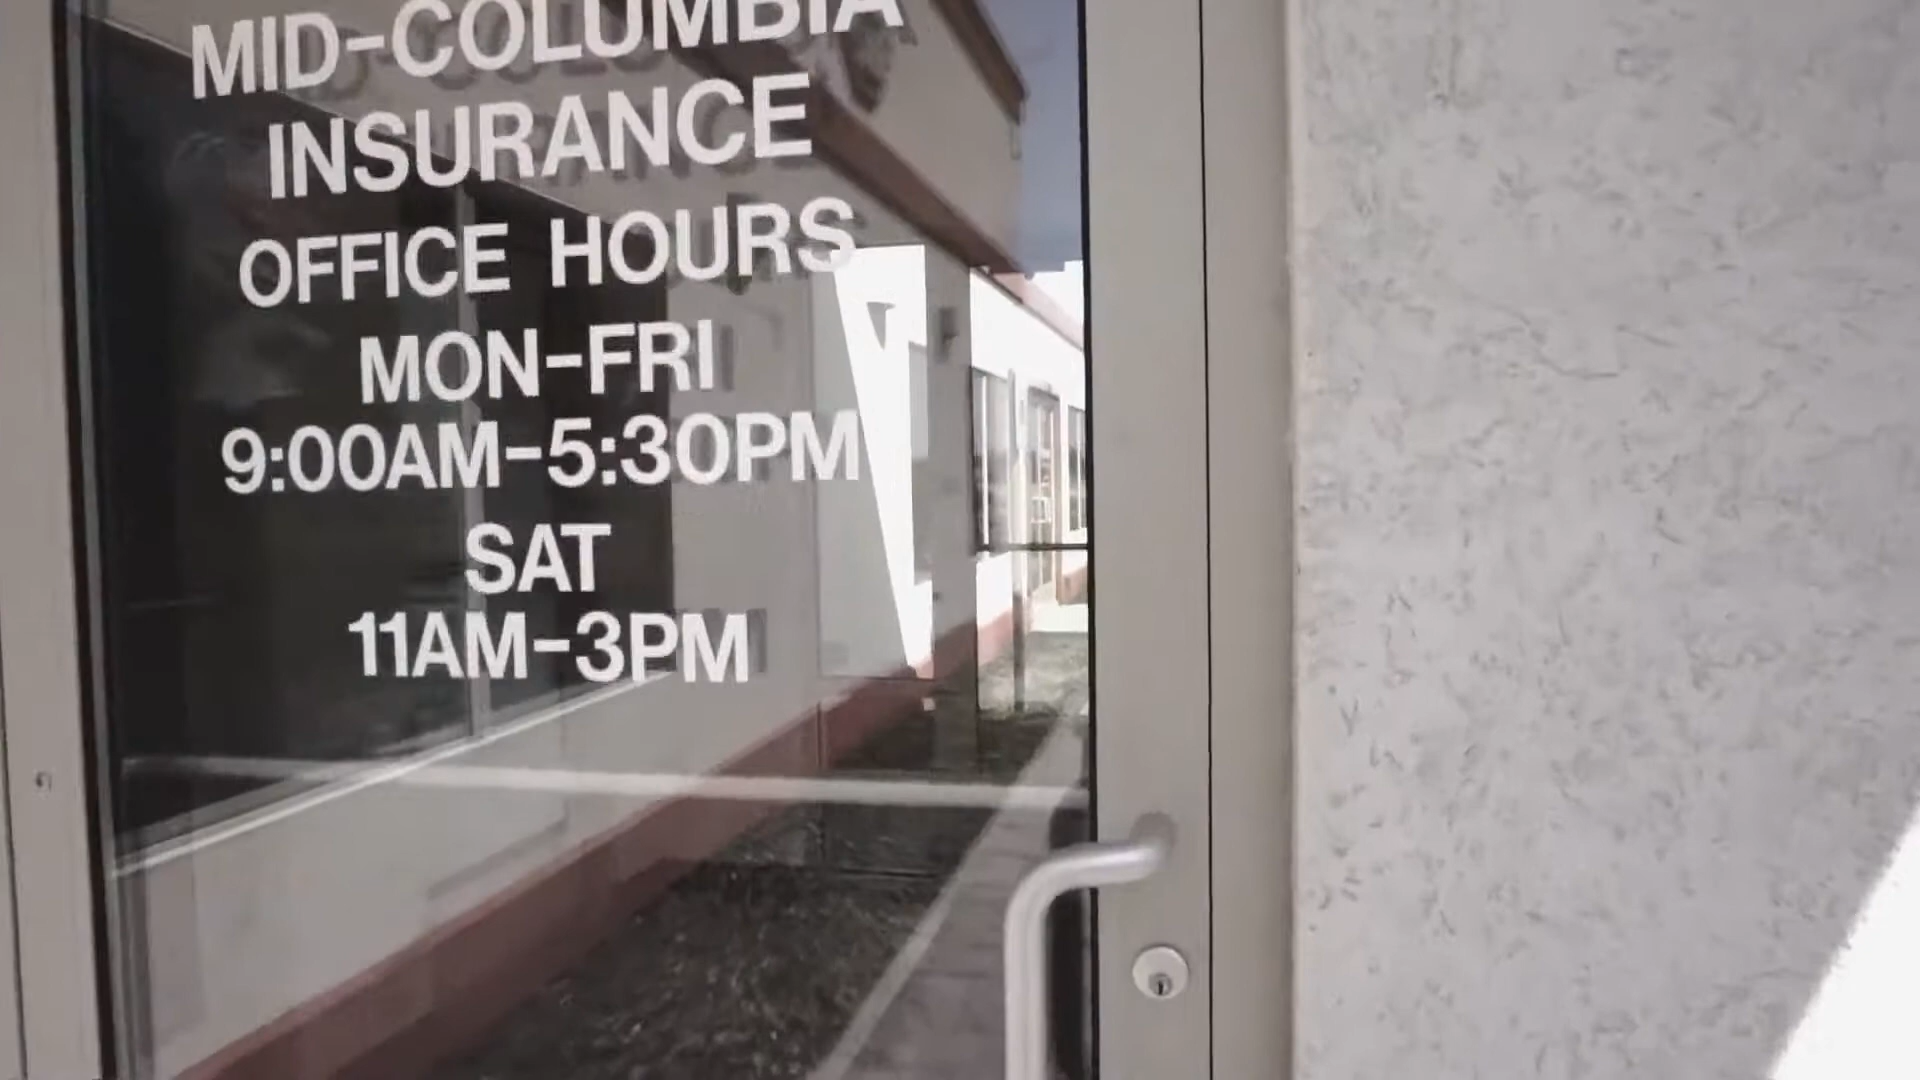 MID-COLUMBIA
INSURANCE
OFFICE HOURS
MON-FRI
9:00AM-5:30PM
SAT
11AM-3PM